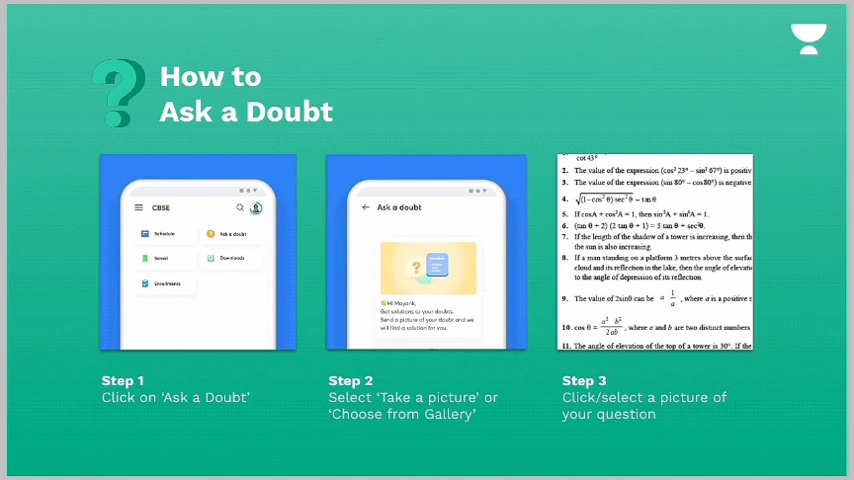 How to
Ask a Doubt
CBSE
Schedule
Ask a doubt
Saved
Downloads
Enrollments
Ask a doubt
Hi Mayank,
Get solutions to your doubts.
Send a picture of your doubt and we
will find a solution for you.
cot 43°
2. The value of the expression (cos² 23° – sin² 67°) is positiv
3. The value of the expression (sin 80° – cos80°) is negative
4. √(1–cos² θ) sec² θ = tan θ
5. If cosA + cos²A = 1, then sin²A + sin⁴A = 1.
6. (tan θ + 2) (2 tan θ + 1) = 5 tan θ + sec²θ.
7. If the length of the shadow of a tower is increasing, then th
the sun is also increasing.
8. If a man standing on a platform 3 metres above the surfac
cloud and its reflection in the lake, then the angle of elevatio
to the angle of depression of its reflection.
9. The value of 2sinθ can be a 1/a , where a is a positive n
10. cos θ = a² b²/2ab , where a and b are two distinct numbers
11. The angle of elevation of the top of a tower is 30°. If the
Step 1
Click on ‘Ask a Doubt’
Step 2
Select ‘Take a picture’ or
‘Choose from Gallery’
Step 3
Click/select a picture of
your question